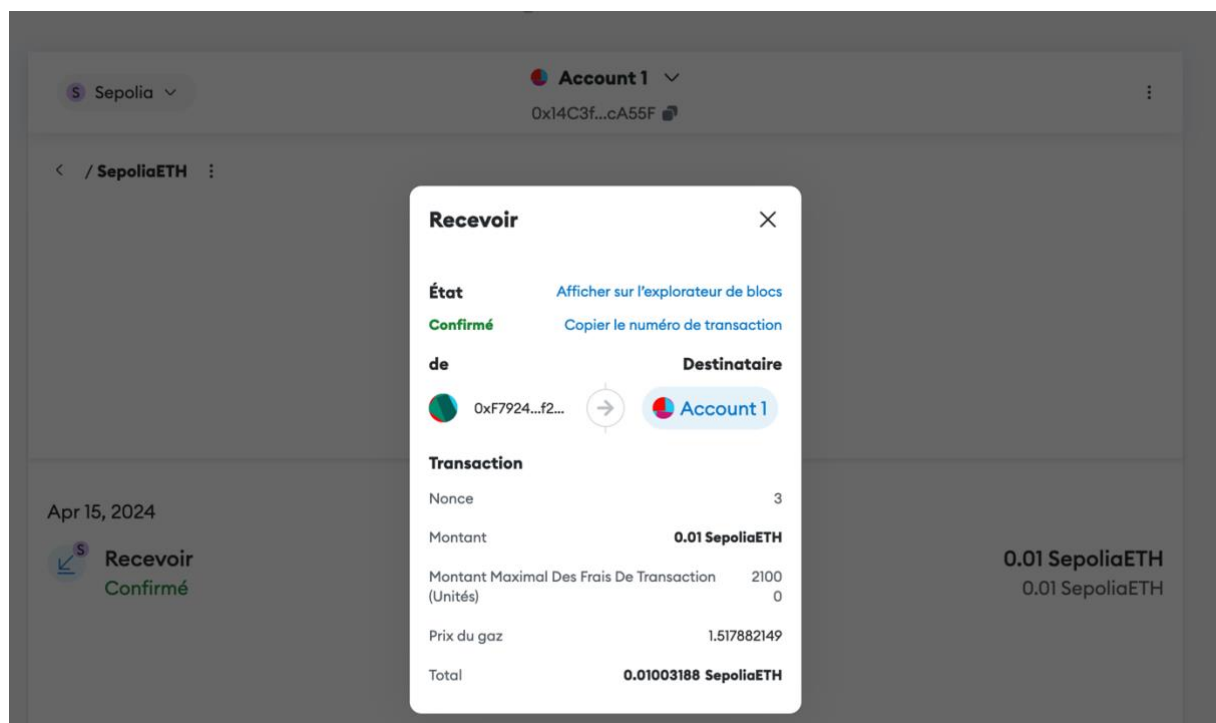 S Sepolia
Account 1
0x14C3f...cA55F
/ SepoliaETH
Recevoir
État Afficher sur l'explorateur de blocs
Confirmé Copier le numéro de transaction
de Destinataire
0xF7924...f2... Account 1
Transaction
Nonce 3
Montant 0.01 SepoliaETH
Montant Maximal Des Frais De Transaction 2100
(Unités) 0
Prix du gaz 1.517882149
Total 0.01003188 SepoliaETH
Apr 15, 2024
S
Recevoir 0.01 SepoliaETH
Confirmé 0.01 SepoliaETH